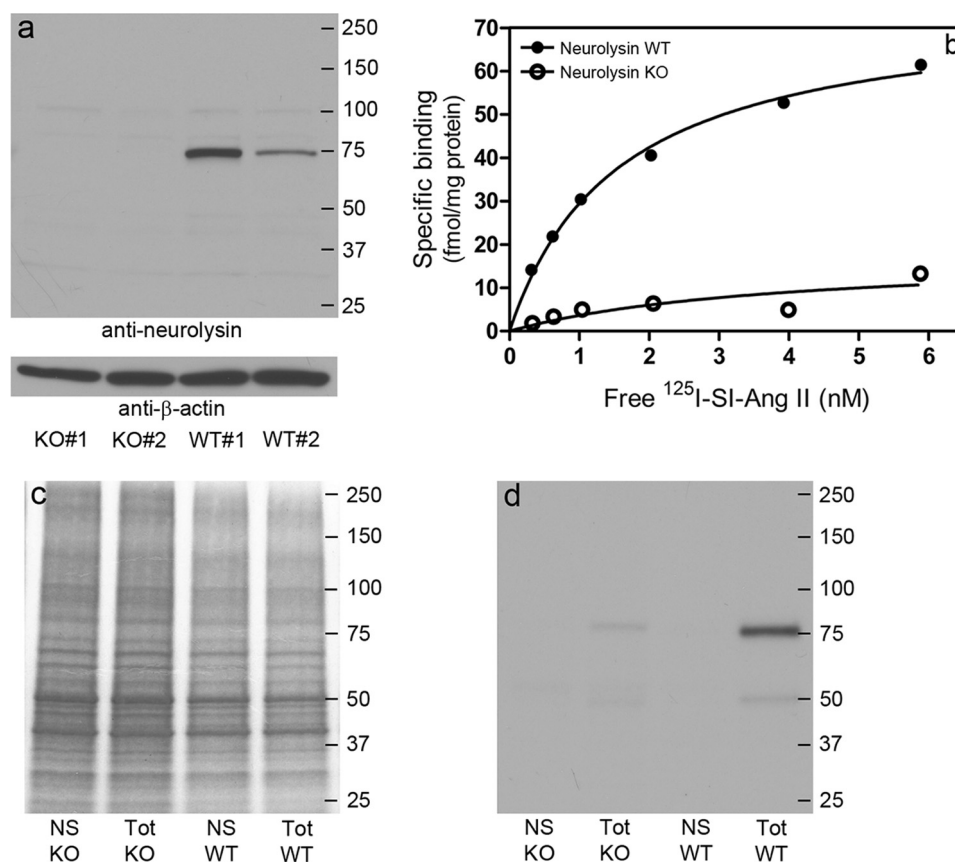 a
250
150
100
75
50
37
25
anti-neurolysin
anti-β-actin
KO#1 KO#2 WT#1 WT#2
b
Neurolysin WT
Neurolysin KO
Specific binding
(fmol/mg protein)
70
60
50
40
30
20
10
0
0 1 2 3 4 5 6
Free ¹²⁵I-SI-Ang II (nM)
c
250
150
100
75
50
37
25
NS Tot NS Tot
KO KO WT WT
d
250
150
100
75
50
37
25
NS Tot NS Tot
KO KO WT WT